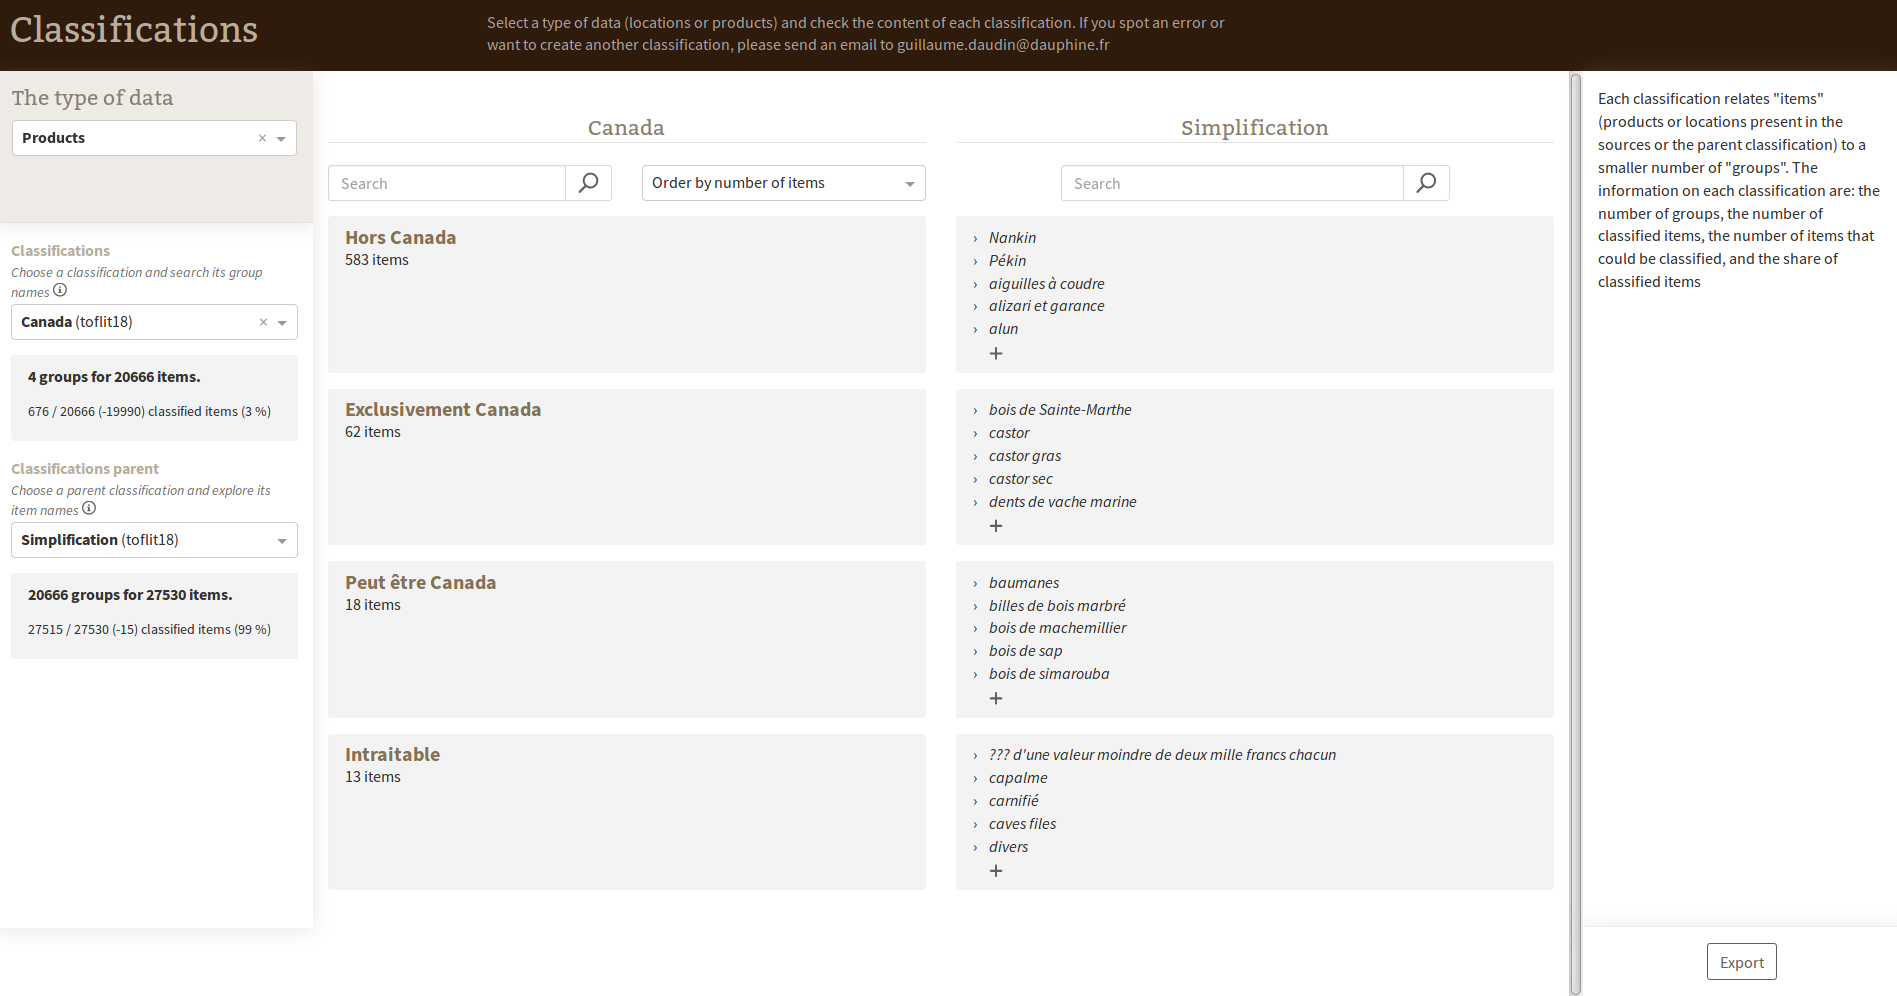 Classifications
Select a type of data (locations or products) and check the content of each classification. If you spot an error or
want to create another classification, please send an email to guillaume.daudin@dauphine.fr
The type of data
Products ×
Classifications
Choose a classification and search its group
names
Canada (toflit18) ×
4 groups for 20666 items.
676 / 20666 (-19990) classified items (3 %)
Classifications parent
Choose a parent classification and explore its
item names
Simplification (toflit18)
20666 groups for 27530 items.
27515 / 27530 (-15) classified items (99 %)
Canada
Search
Order by number of items
Hors Canada
583 items
Exclusivement Canada
62 items
Peut être Canada
18 items
Intraitable
13 items
Simplification
Search
› Nankin
› Pékin
› aiguilles à coudre
› alizari et garance
› alun
+
› bois de Sainte-Marthe
› castor
› castor gras
› castor sec
› dents de vache marine
+
› baumanes
› billes de bois marbré
› bois de machemillier
› bois de sap
› bois de simarouba
+
› ??? d'une valeur moindre de deux mille francs chacun
› capalme
› carnifié
› caves files
› divers
+
Each classification relates "items"
(products or locations present in the
sources or the parent classification) to a
smaller number of "groups". The
information on each classification are: the
number of groups, the number of
classified items, the number of items that
could be classified, and the share of
classified items
Export